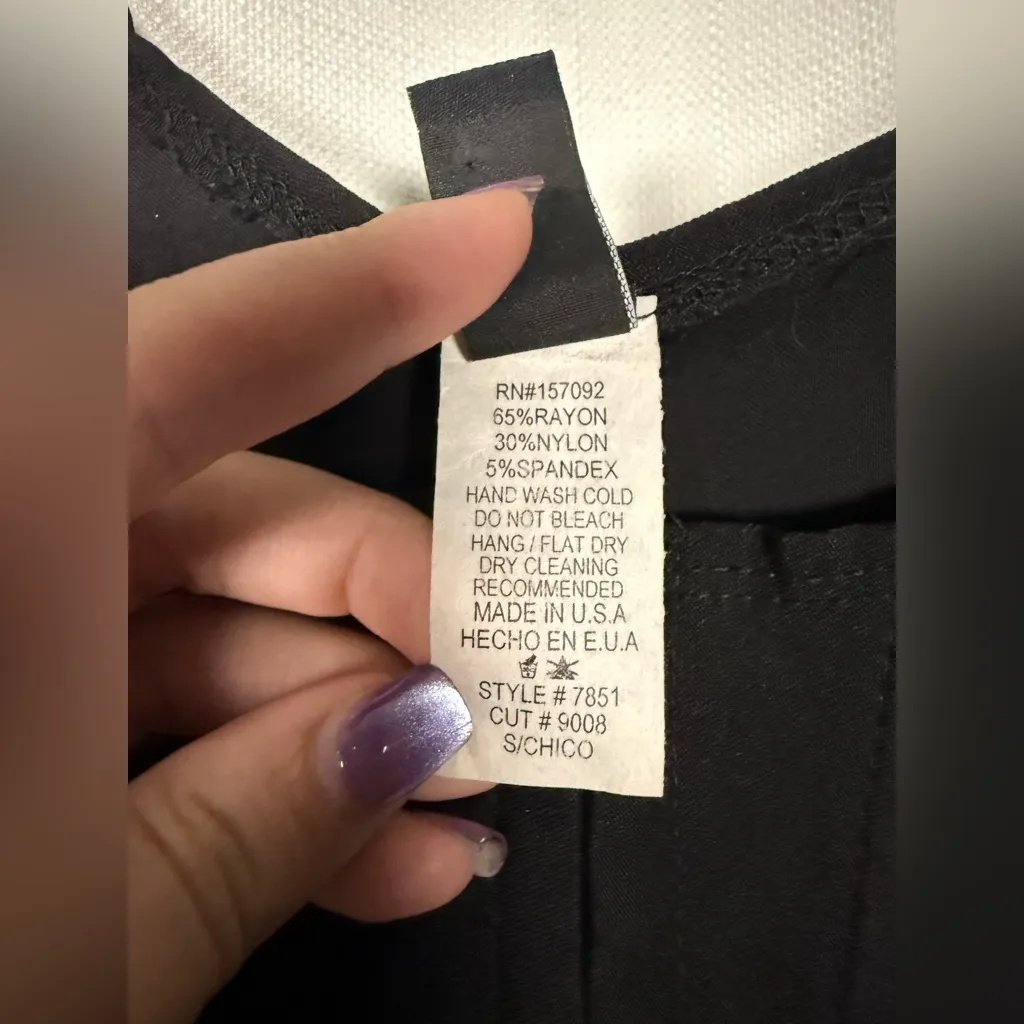 RN#157092
65%RAYON
30%NYLON
5%SPANDEX
HAND WASH COLD
DO NOT BLEACH
HANG / FLAT DRY
DRY CLEANING
RECOMMENDED
MADE IN U.S.A
HECHO EN E.U.A
STYLE # 7851
CUT # 9008
S/CHICO